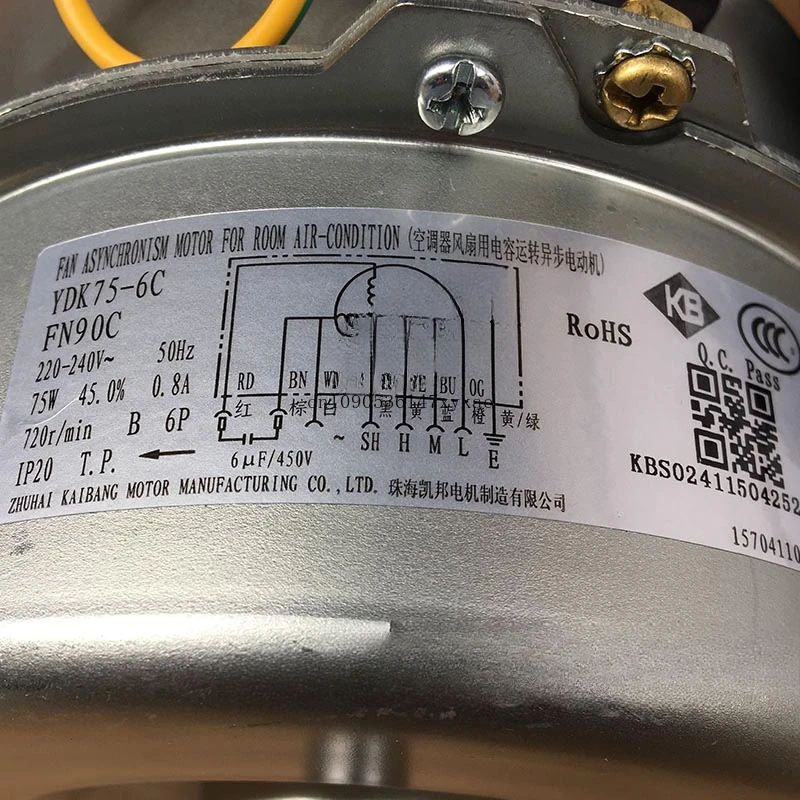 FAN ASYNCHRONISM MOTOR FOR ROOM AIR-CONDITION (空调器风扇用电容运转异步电动机)
YDK75-6C
FN90C
220-240V~ 50Hz
75W 45.0% 0.8A
720r/min B 6P
IP20 T.P.
RD BN BU OG
红 棕 白 黑 黄 蓝 橙 黄/绿
~ SH H M L E
6μF/450V
ZHUHAI KAIBANG MOTOR MANUFACTURING CO.,LTD. 珠海凯邦电机制造有限公司
RoHS
KB
CCC
Q.C. Pass
KBS02411504252
15704110